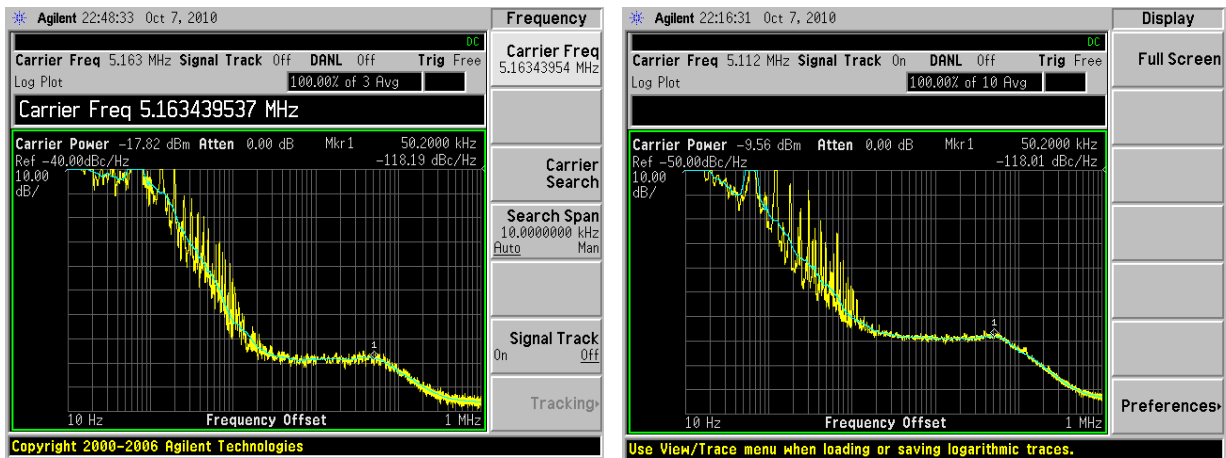 Agilent 22:48:33 Oct 7, 2010
Frequency
DC
Carrier Freq 5.163 MHz Signal Track Off DANL Off Trig Free
Log Plot
100.00% of 3 Avg
Carrier Freq 5.163439537 MHz
Carrier Power -17.82 dBm Atten 0.00 dB Mkr1 50.2000 kHz
Ref -40.00dBc/Hz -118.19 dBc/Hz
10.00
dB/
1
10 Hz Frequency Offset 1 MHz
Copyright 2000-2006 Agilent Technologies
Carrier Freq
5.16343954 MHz
Carrier
Search
Search Span
10.0000000 kHz
Auto Man
Signal Track
On Off
Tracking
Agilent 22:16:31 Oct 7, 2010
Display
DC
Carrier Freq 5.112 MHz Signal Track On DANL Off Trig Free
Log Plot
100.00% of 10 Avg
Carrier Power -9.56 dBm Atten 0.00 dB Mkr1 50.2000 kHz
Ref -50.00dBc/Hz -118.01 dBc/Hz
10.00
dB/
1
10 Hz Frequency Offset 1 MHz
Use View/Trace menu when loading or saving logarithmic traces.
Full Screen
Preferences